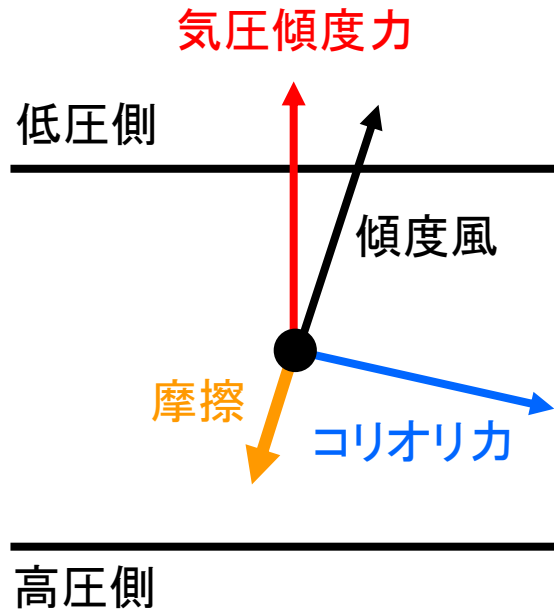 気圧傾度力
低圧側
傾度風
摩擦
コリオリ力
高圧側